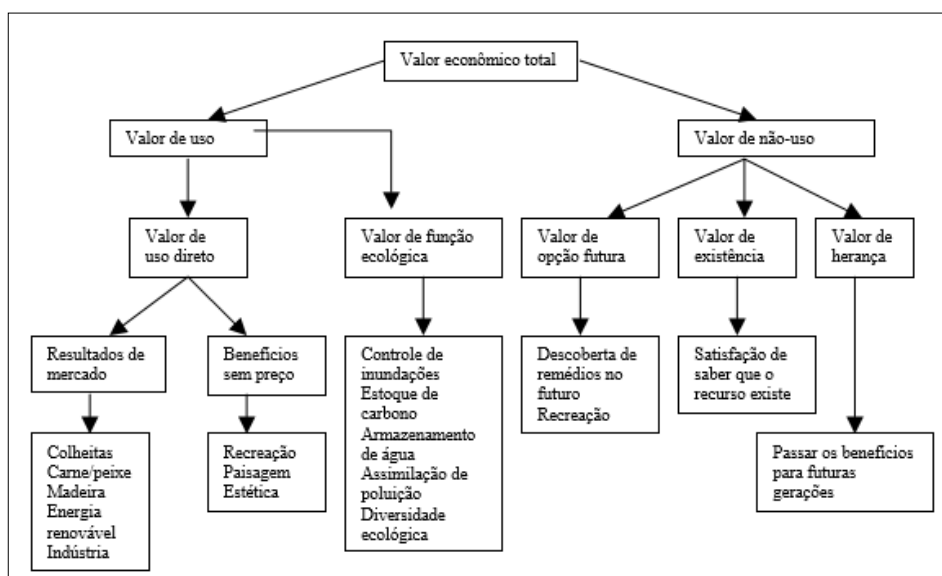 Valor econômico total
Valor de uso
Valor de não-uso
Valor de
uso direto
Valor de função
ecológica
Valor de
opção futura
Valor de
existência
Valor de
herança
Resultados de
mercado
Benefícios
sem preço
Controle de
inundações
Estoque de
carbono
Armazenamento
de água
Assimilação de
poluição
Diversidade
ecológica
Descoberta de
remédios no
futuro
Recreação
Satisfação de
saber que o
recurso existe
Colheitas
Carne/peixe
Madeira
Energia
renovável
Indústria
Recreação
Paisagem
Estética
Passar os benefícios
para futuras
gerações